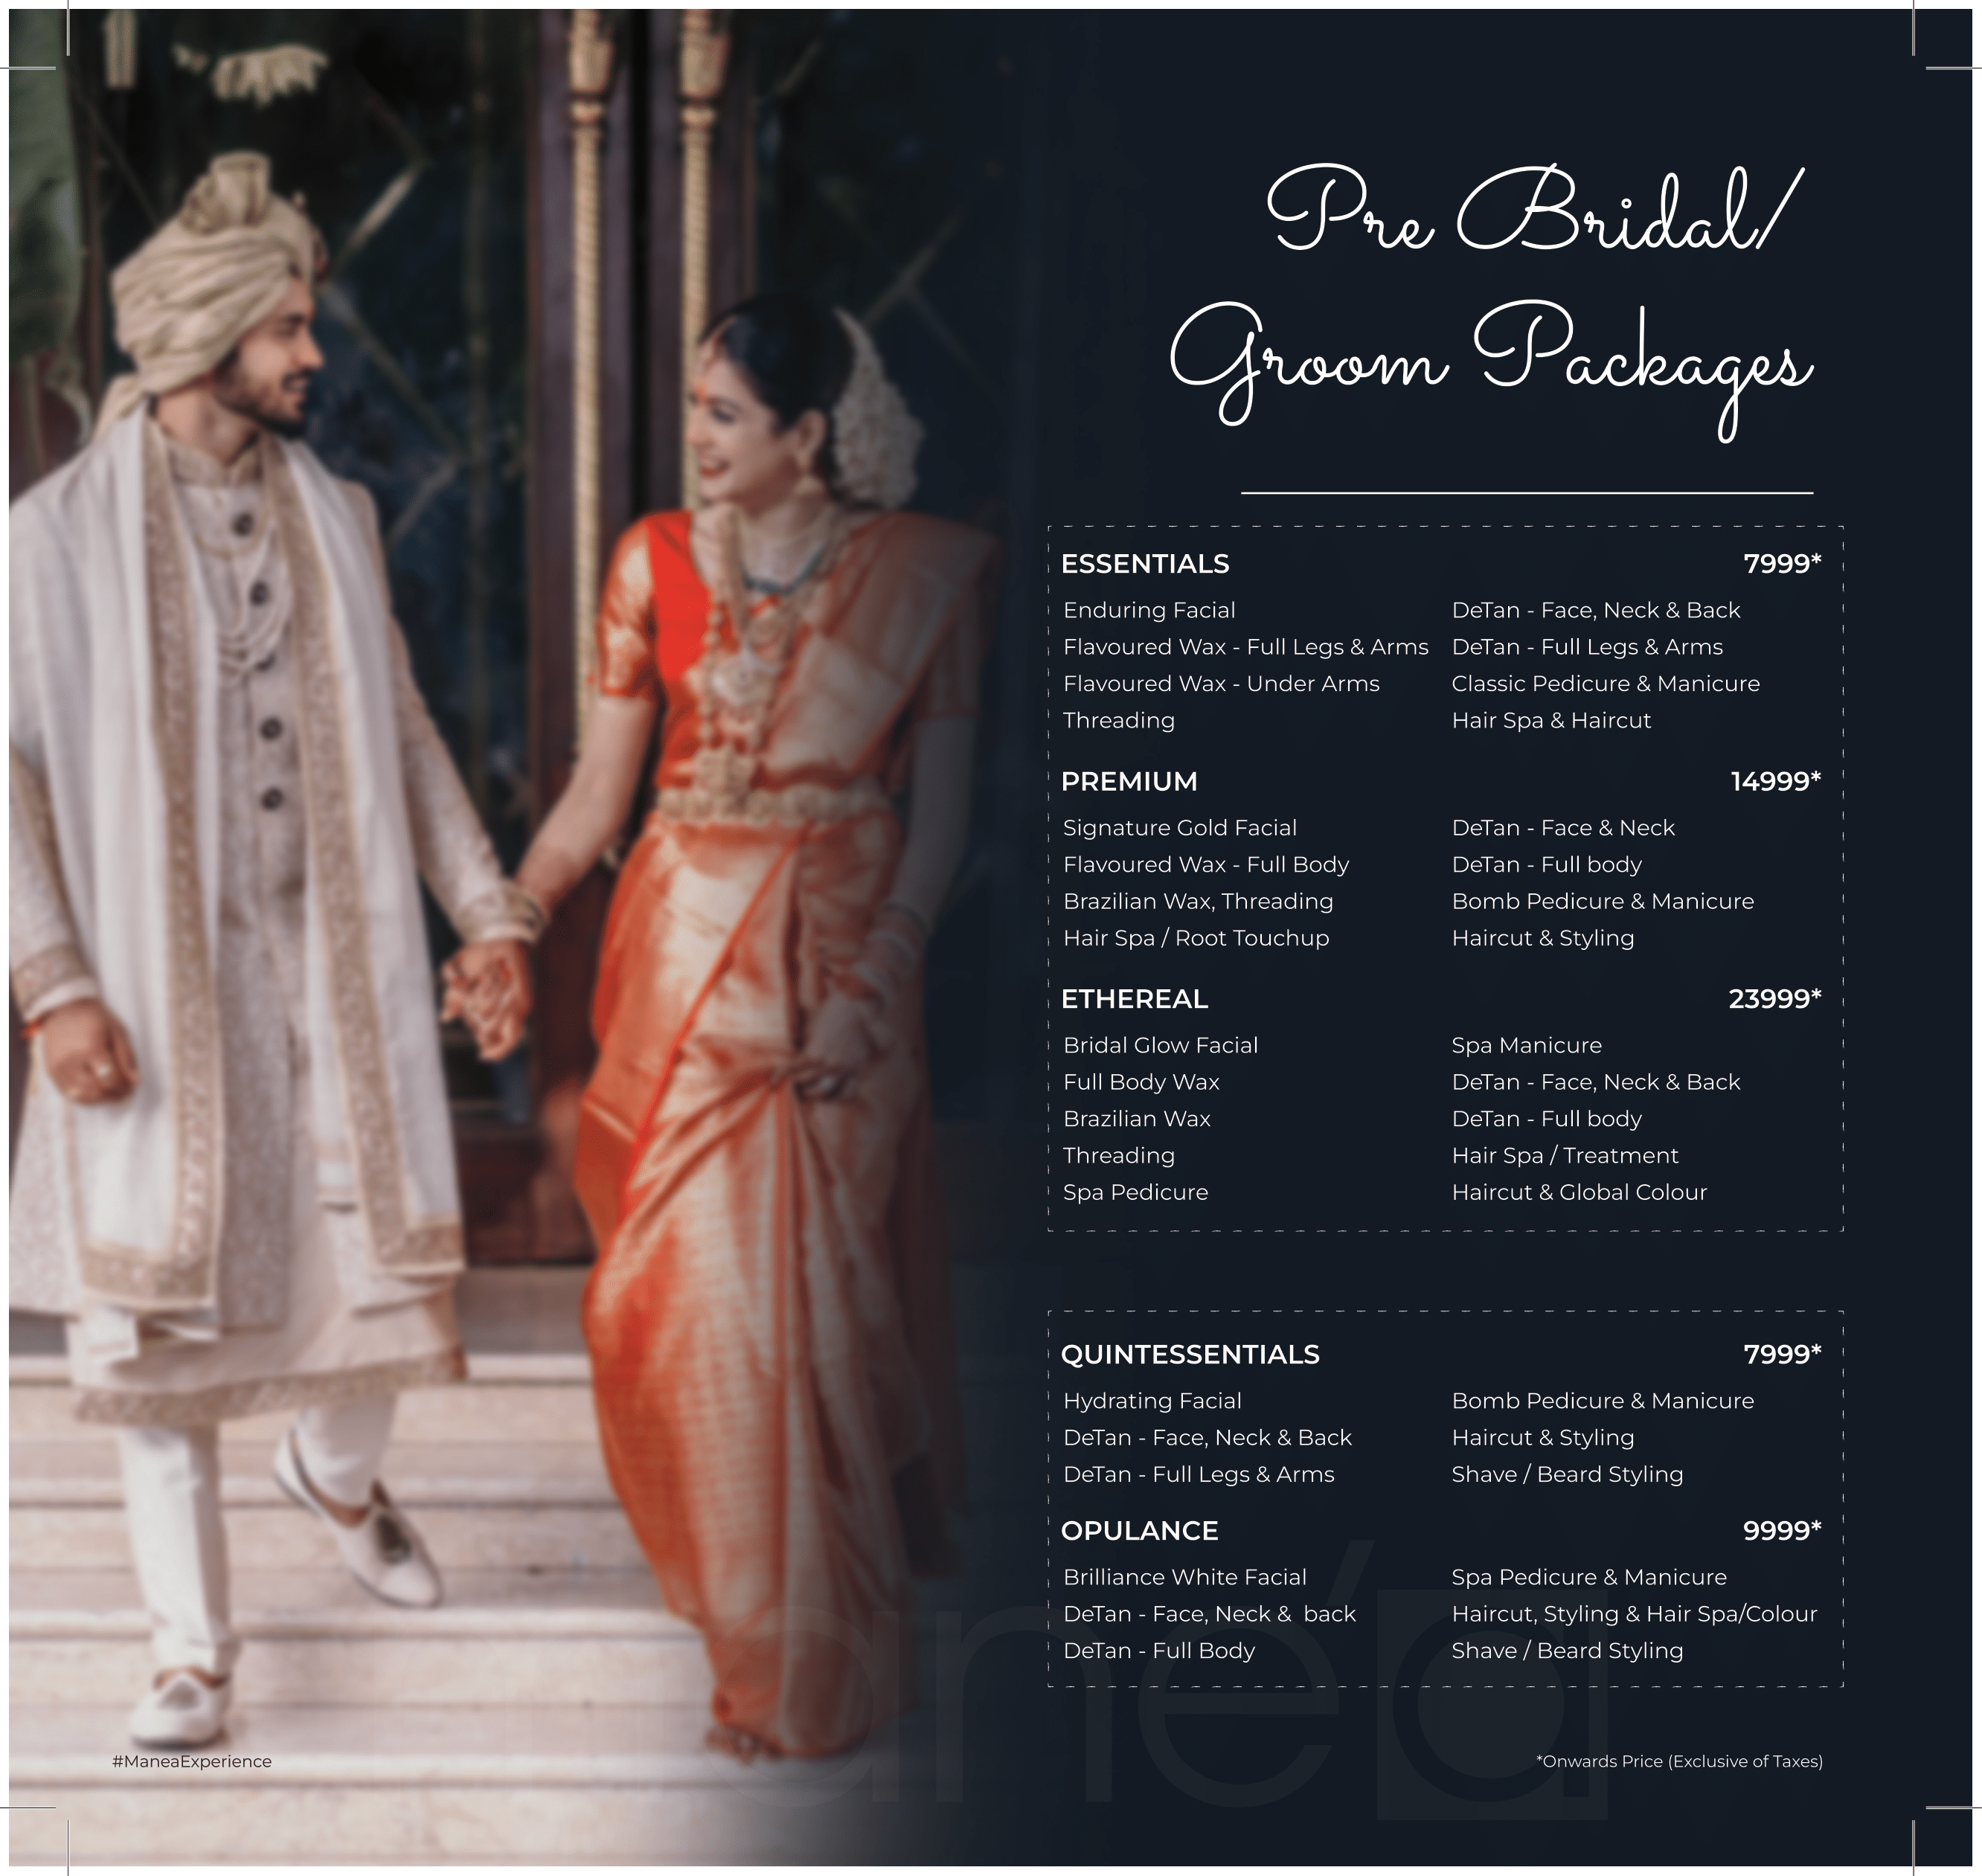 Pre Bridal/
Groom Packages
ESSENTIALS 7999*
Enduring Facial DeTan - Face, Neck & Back
Flavoured Wax - Full Legs & Arms DeTan - Full Legs & Arms
Flavoured Wax - Under Arms Classic Pedicure & Manicure
Threading Hair Spa & Haircut
PREMIUM 14999*
Signature Gold Facial DeTan - Face & Neck
Flavoured Wax - Full Body DeTan - Full body
Brazilian Wax, Threading Bomb Pedicure & Manicure
Hair Spa / Root Touchup Haircut & Styling
ETHEREAL 23999*
Bridal Glow Facial Spa Manicure
Full Body Wax DeTan - Face, Neck & Back
Brazilian Wax DeTan - Full body
Threading Hair Spa / Treatment
Spa Pedicure Haircut & Global Colour
QUINTESSENTIALS 7999*
Hydrating Facial Bomb Pedicure & Manicure
DeTan - Face, Neck & Back Haircut & Styling
DeTan - Full Legs & Arms Shave / Beard Styling
OPULANCE 9999*
Brilliance White Facial Spa Pedicure & Manicure
DeTan - Face, Neck &  back Haircut, Styling & Hair Spa/Colour
DeTan - Full Body Shave / Beard Styling
ané'a
#ManeaExperience *Onwards Price (Exclusive of Taxes)